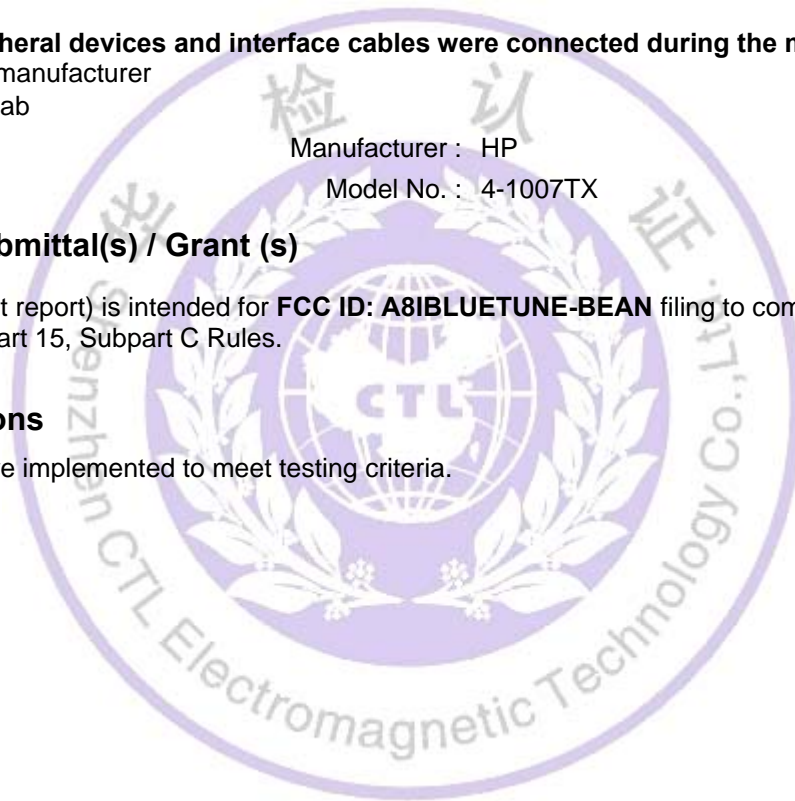 heral devices and interface cables were connected during the
manufacturer
ab
Manufacturer : HP
Model No. : 4-1007TX
bmittal(s) / Grant (s)
t report) is intended for FCC ID: A8IBLUETUNE-BEAN filing to com
art 15, Subpart C Rules.
ons
e implemented to meet testing criteria.
检 认 证
Shenzhen CTL Electromagnetic Technology Co.,Ltd.
CTL